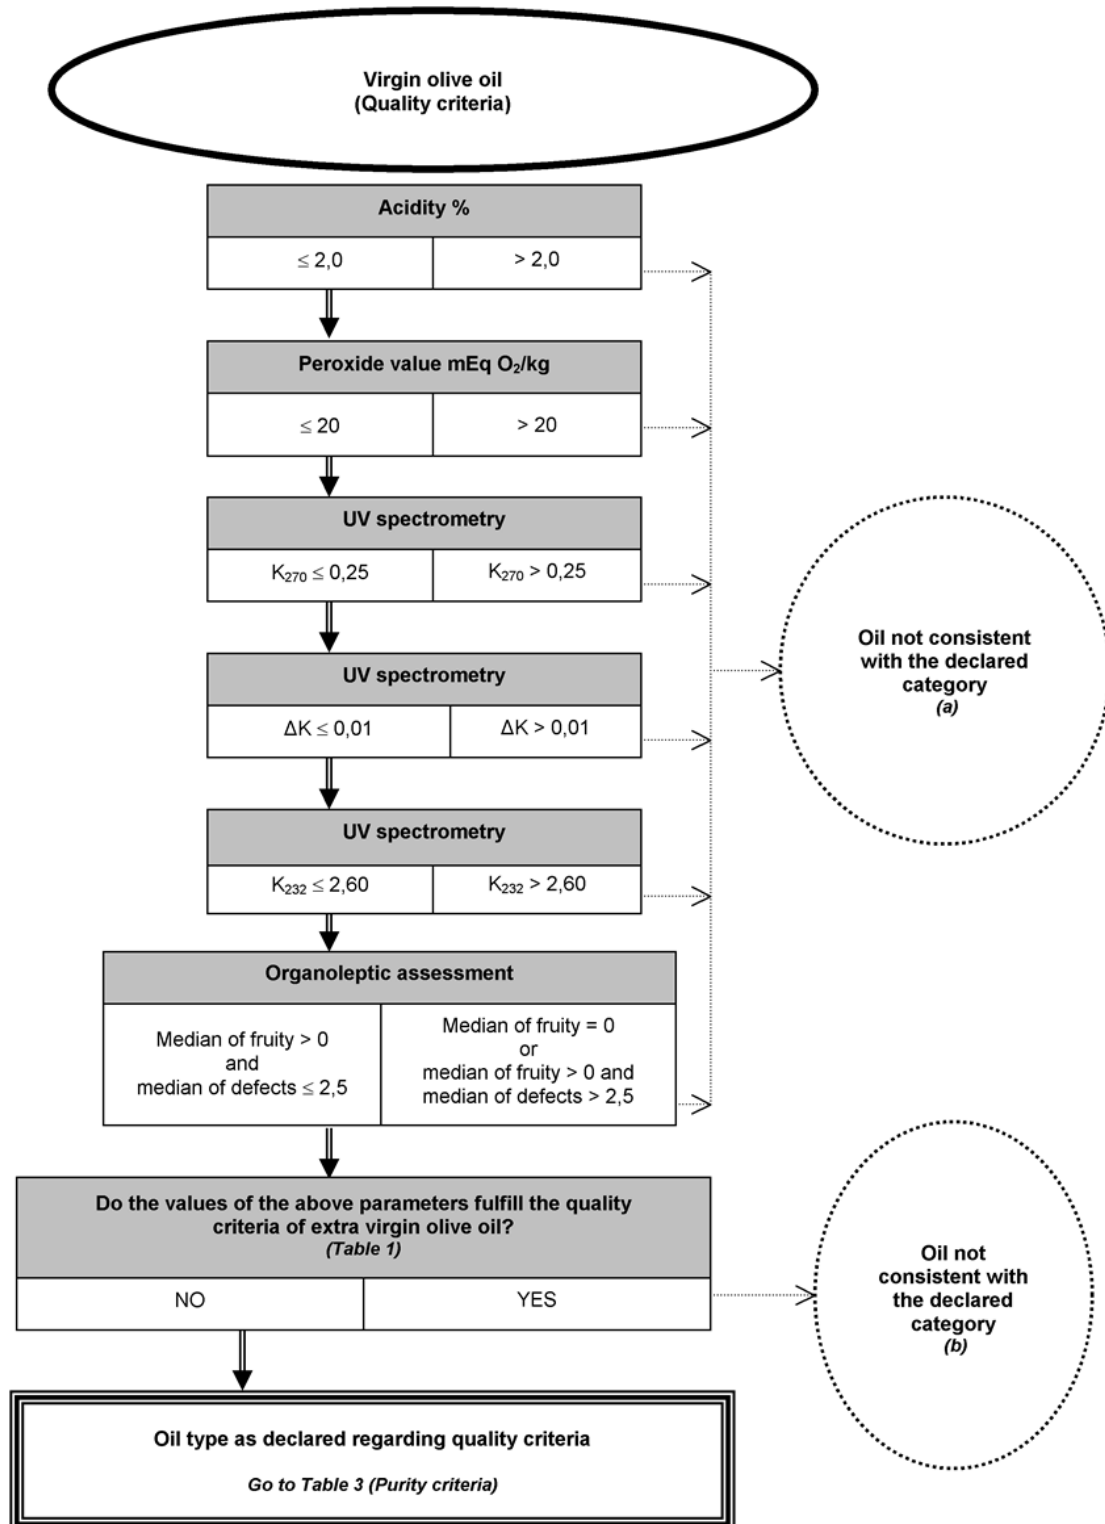 Virgin olive oil
(Quality criteria)
Acidity %
≤ 2,0
> 2,0
Peroxide value mEq O₂/kg
≤ 20
> 20
UV spectrometry
K₂₇₀ ≤ 0,25
K₂₇₀ > 0,25
UV spectrometry
ΔK ≤ 0,01
ΔK > 0,01
UV spectrometry
K₂₃₂ ≤ 2,60
K₂₃₂ > 2,60
Organoleptic assessment
Median of fruity > 0
and
median of defects ≤ 2,5
Median of fruity = 0
or
median of fruity > 0 and
median of defects > 2,5
Oil not consistent
with the declared
category
(a)
Do the values of the above parameters fulfill the quality
criteria of extra virgin olive oil?
(Table 1)
NO
YES
Oil not
consistent with
the declared
category
(b)
Oil type as declared regarding quality criteria
Go to Table 3 (Purity criteria)